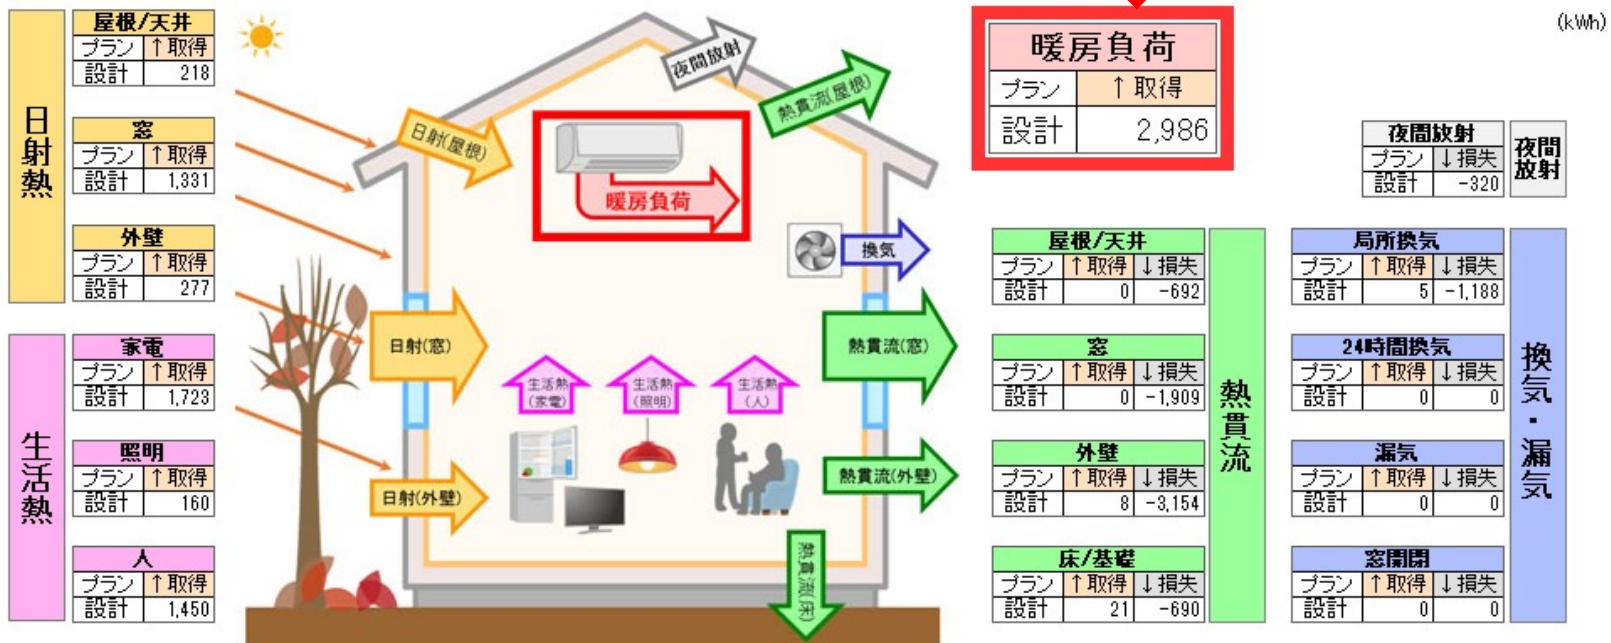 (kWh)
日射熱
屋根/天井
プラン ↑取得
設計 218
窓
プラン ↑取得
設計 1,331
外壁
プラン ↑取得
設計 277
生活熱
家電
プラン ↑取得
設計 1,723
照明
プラン ↑取得
設計 160
人
プラン ↑取得
設計 1,450
夜間放射
熱貫流(屋根)
日射(屋根)
暖房負荷
換気
日射(窓)
熱貫流(窓)
生活熱
(家電)
生活熱
(照明)
生活熱
(人)
日射(外壁)
熱貫流(外壁)
熱貫流(床)
暖房負荷
プラン ↑取得
設計 2,986
夜間放射
プラン ↓損失
設計 -320
夜間
放射
屋根/天井
プラン ↑取得 ↓損失
設計 0 -692
窓
プラン ↑取得 ↓損失
設計 0 -1,909
外壁
プラン ↑取得 ↓損失
設計 8 -3,154
床/基礎
プラン ↑取得 ↓損失
設計 21 -690
熱貫流
局所換気
プラン ↑取得 ↓損失
設計 5 -1,188
24時間換気
プラン ↑取得 ↓損失
設計 0 0
漏気
プラン ↑取得 ↓損失
設計 0 0
窓開閉
プラン ↑取得 ↓損失
設計 0 0
換気・漏気